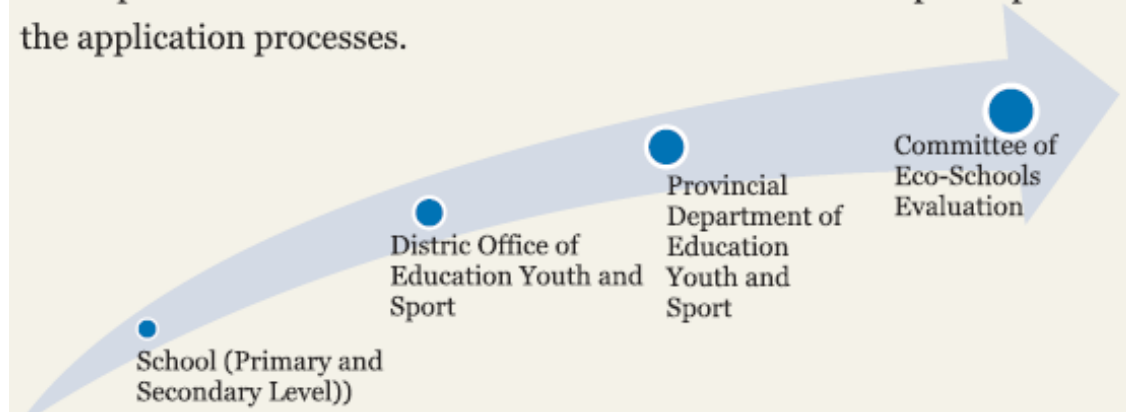 the application processes.
School (Primary and
Secondary Level))
Distric Office of
Education Youth and
Sport
Provincial
Department of
Education
Youth and
Sport
Committee of
Eco-Schools
Evaluation